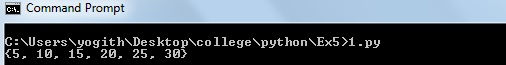 Command Prompt
C:\Users\yogith\Desktop\college\python\Ex5>1.py
{5, 10, 15, 20, 25, 30}